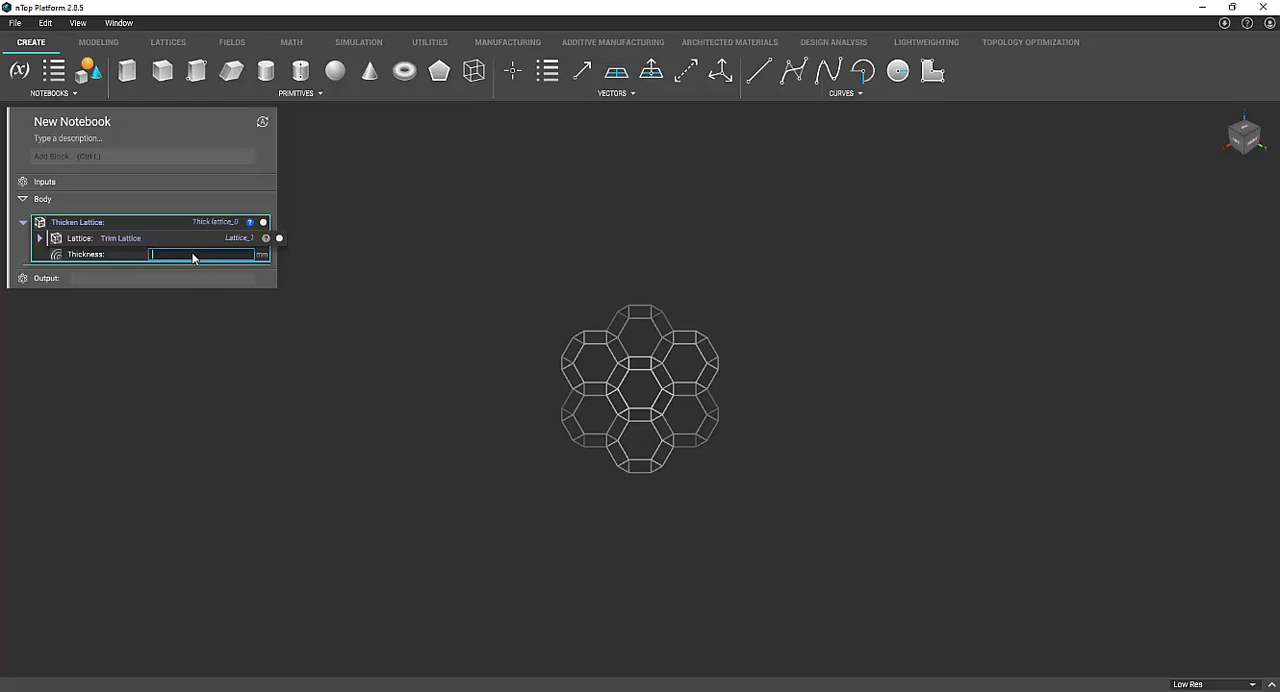 nTop Platform 2.8.5
File Edit View Window
CREATE MODELING LATTICES FIELDS MATH SIMULATION UTILITIES MANUFACTURING ADDITIVE MANUFACTURING ARCHITECTED MATERIALS DESIGN ANALYSIS LIGHTWEIGHTING TOPOLOGY OPTIMIZATION
(x)
NOTEBOOKS PRIMITIVES VECTORS CURVES
New Notebook
Type a description...
Add Block... (Ctrl L)
Inputs
Body
Thicken Lattice: Thick lattice_0 ?
Lattice: Trim Lattice Lattice_1 ?
Thickness: mm
Output:
Low Res